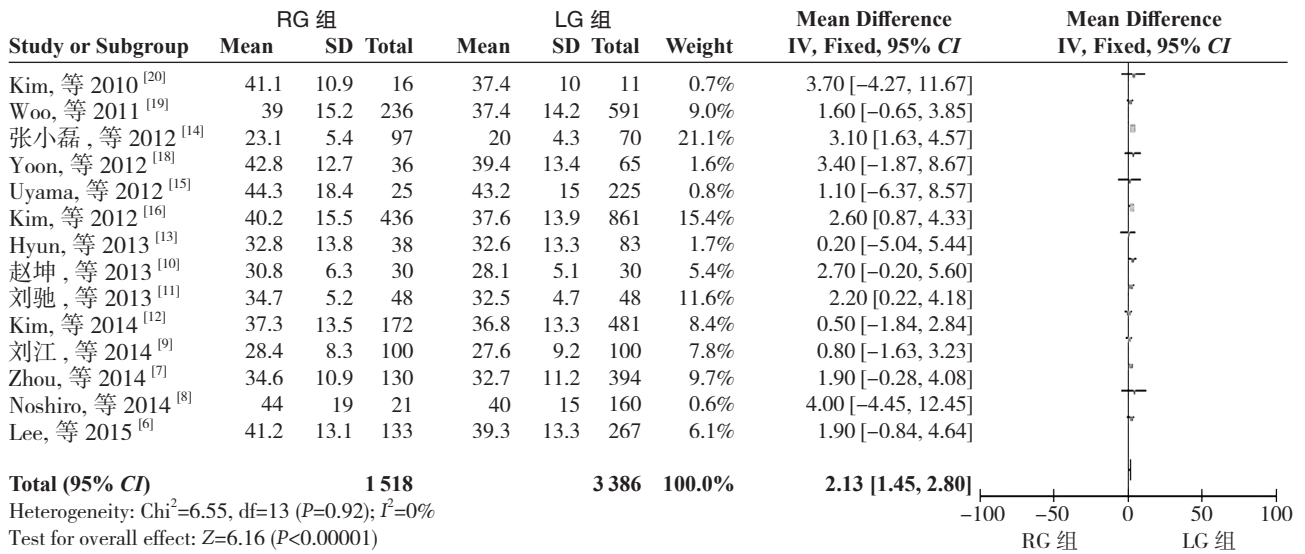 RG 组 LG 组 Mean Difference Mean Difference
Study or Subgroup Mean SD Total Mean SD Total Weight IV, Fixed, 95% CI IV, Fixed, 95% CI
Kim, 等 2010 [20] 41.1 10.9 16 37.4 10 11 0.7% 3.70 [−4.27, 11.67]
Woo, 等 2011 [19] 39 15.2 236 37.4 14.2 591 9.0% 1.60 [−0.65, 3.85]
张小磊 , 等 2012 [14] 23.1 5.4 97 20 4.3 70 21.1% 3.10 [1.63, 4.57]
Yoon, 等 2012 [18] 42.8 12.7 36 39.4 13.4 65 1.6% 3.40 [−1.87, 8.67]
Uyama, 等 2012 [15] 44.3 18.4 25 43.2 15 225 0.8% 1.10 [−6.37, 8.57]
Kim, 等 2012 [16] 40.2 15.5 436 37.6 13.9 861 15.4% 2.60 [0.87, 4.33]
Hyun, 等 2013 [13] 32.8 13.8 38 32.6 13.3 83 1.7% 0.20 [−5.04, 5.44]
赵坤 , 等 2013 [10] 30.8 6.3 30 28.1 5.1 30 5.4% 2.70 [−0.20, 5.60]
刘驰 , 等 2013 [11] 34.7 5.2 48 32.5 4.7 48 11.6% 2.20 [0.22, 4.18]
Kim, 等 2014 [12] 37.3 13.5 172 36.8 13.3 481 8.4% 0.50 [−1.84, 2.84]
刘江 , 等 2014 [9] 28.4 8.3 100 27.6 9.2 100 7.8% 0.80 [−1.63, 3.23]
Zhou, 等 2014 [7] 34.6 10.9 130 32.7 11.2 394 9.7% 1.90 [−0.28, 4.08]
Noshiro, 等 2014 [8] 44 19 21 40 15 160 0.6% 4.00 [−4.45, 12.45]
Lee, 等 2015 [6] 41.2 13.1 133 39.3 13.3 267 6.1% 1.90 [−0.84, 4.64]
Total (95% CI) 1 518 3 386 100.0% 2.13 [1.45, 2.80]
Heterogeneity: Chi²=6.55, df=13 (P=0.92); I²=0%
−100 −50 0 50 100
Test for overall effect: Z=6.16 (P<0.00001)
RG 组 LG 组